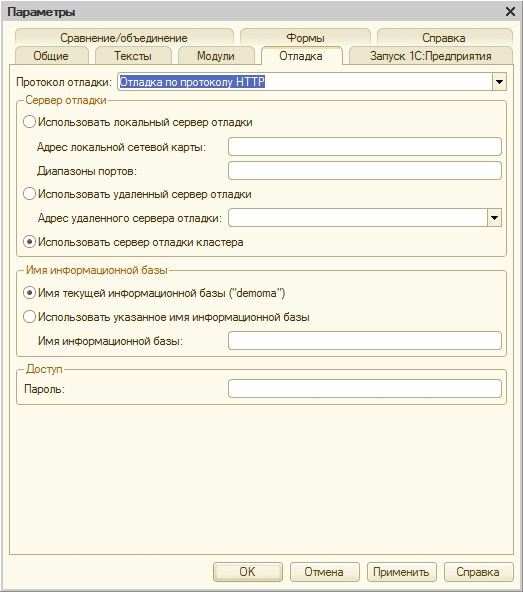 Параметры
Сравнение/объединение Формы Справка
Общие Тексты Модули Отладка Запуск 1С:Предприятия
Протокол отладки: Отладка по протоколу HTTP
Сервер отладки
Использовать локальный сервер отладки
Адрес локальной сетевой карты:
Диапазоны портов:
Использовать удаленный сервер отладки
Адрес удаленного сервера отладки:
Использовать сервер отладки кластера
Имя информационной базы
Имя текущей информационной базы ("demoma")
Использовать указанное имя информационной базы
Имя информационной базы:
Доступ
Пароль:
OK Отмена Применить Справка